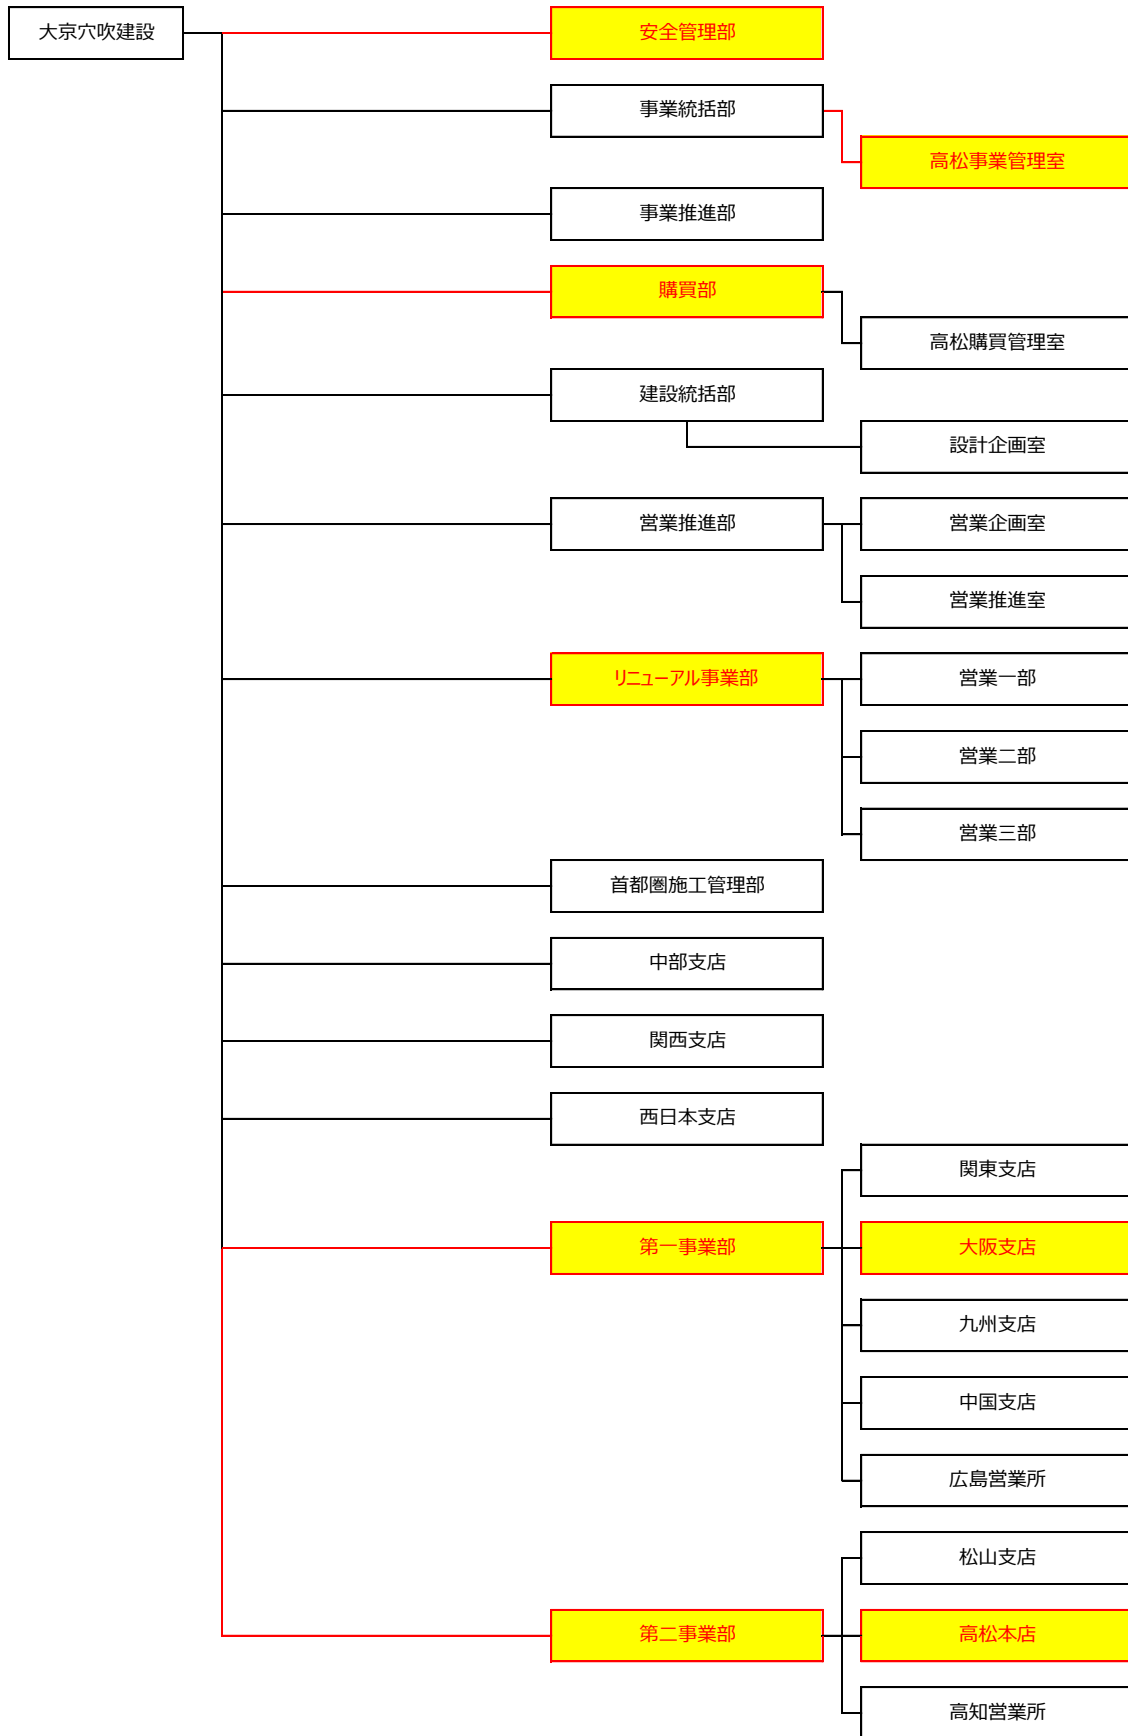 大京穴吹建設
安全管理部
事業統括部
高松事業管理室
事業推進部
購買部
高松購買管理室
建設統括部
設計企画室
営業推進部
営業企画室
営業推進室
リニューアル事業部
営業一部
営業二部
営業三部
首都圏施工管理部
中部支店
関西支店
西日本支店
関東支店
第一事業部
大阪支店
九州支店
中国支店
広島営業所
松山支店
第二事業部
高松本店
高知営業所